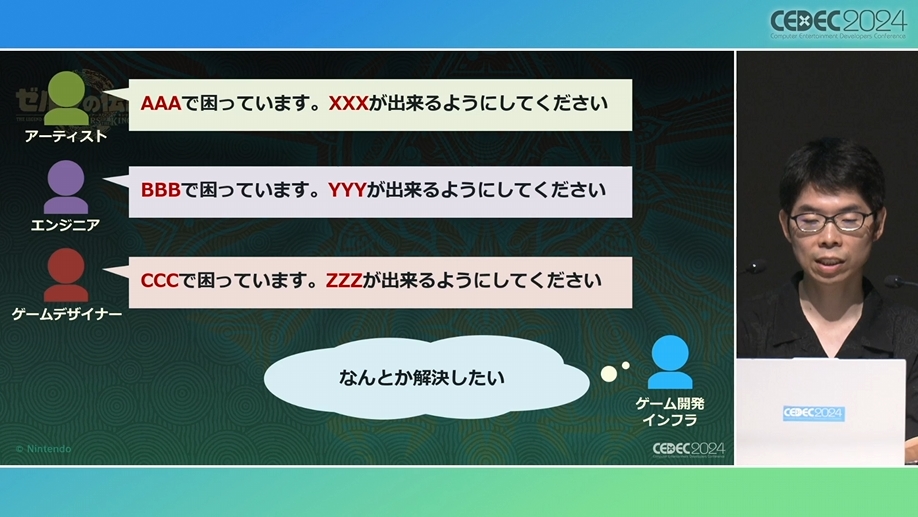 CEDEC2024
Computer Entertainment Developers Conference
AAAで困っています。XXXが出来るようにしてください
アーティスト
BBBで困っています。YYYが出来るようにしてください
エンジニア
CCCで困っています。ZZZが出来るようにしてください
ゲームデザイナー
なんとか解決したい
ゲーム開発
インフラ
© Nintendo
CEDEC2024
CEDEC2024